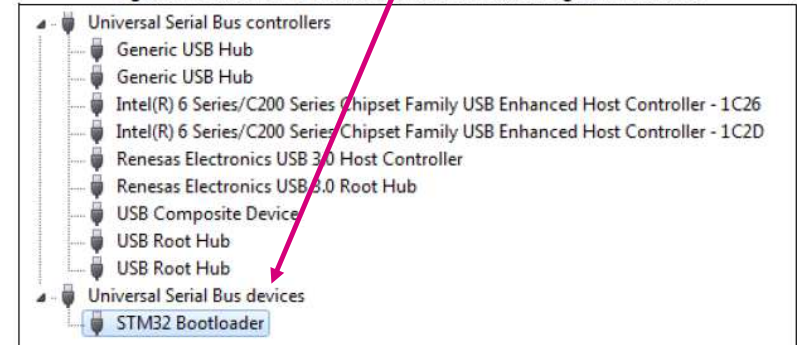 Universal Serial Bus controllers
Generic USB Hub
Generic USB Hub
Intel(R) 6 Series/C200 Series Chipset Family USB Enhanced Host Controller - 1C26
Intel(R) 6 Series/C200 Series Chipset Family USB Enhanced Host Controller - 1C2D
Renesas Electronics USB 3.0 Host Controller
Renesas Electronics USB 3.0 Root Hub
USB Composite Device
USB Root Hub
USB Root Hub
Universal Serial Bus devices
STM32 Bootloader